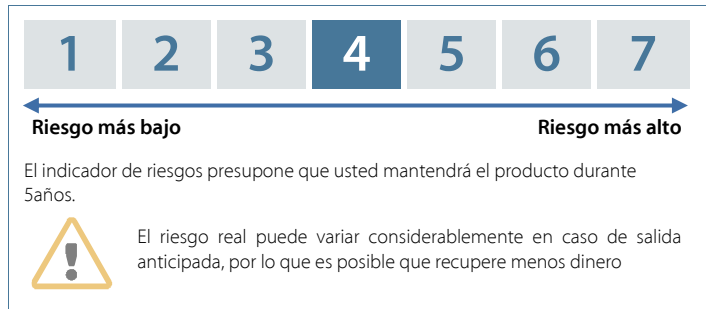 1 2 3 4 5 6 7
Riesgo más bajo Riesgo más alto
El indicador de riesgos presupone que usted mantendrá el producto durante
5años.
El riesgo real puede variar considerablemente en caso de salida
anticipada, por lo que es posible que recupere menos dinero